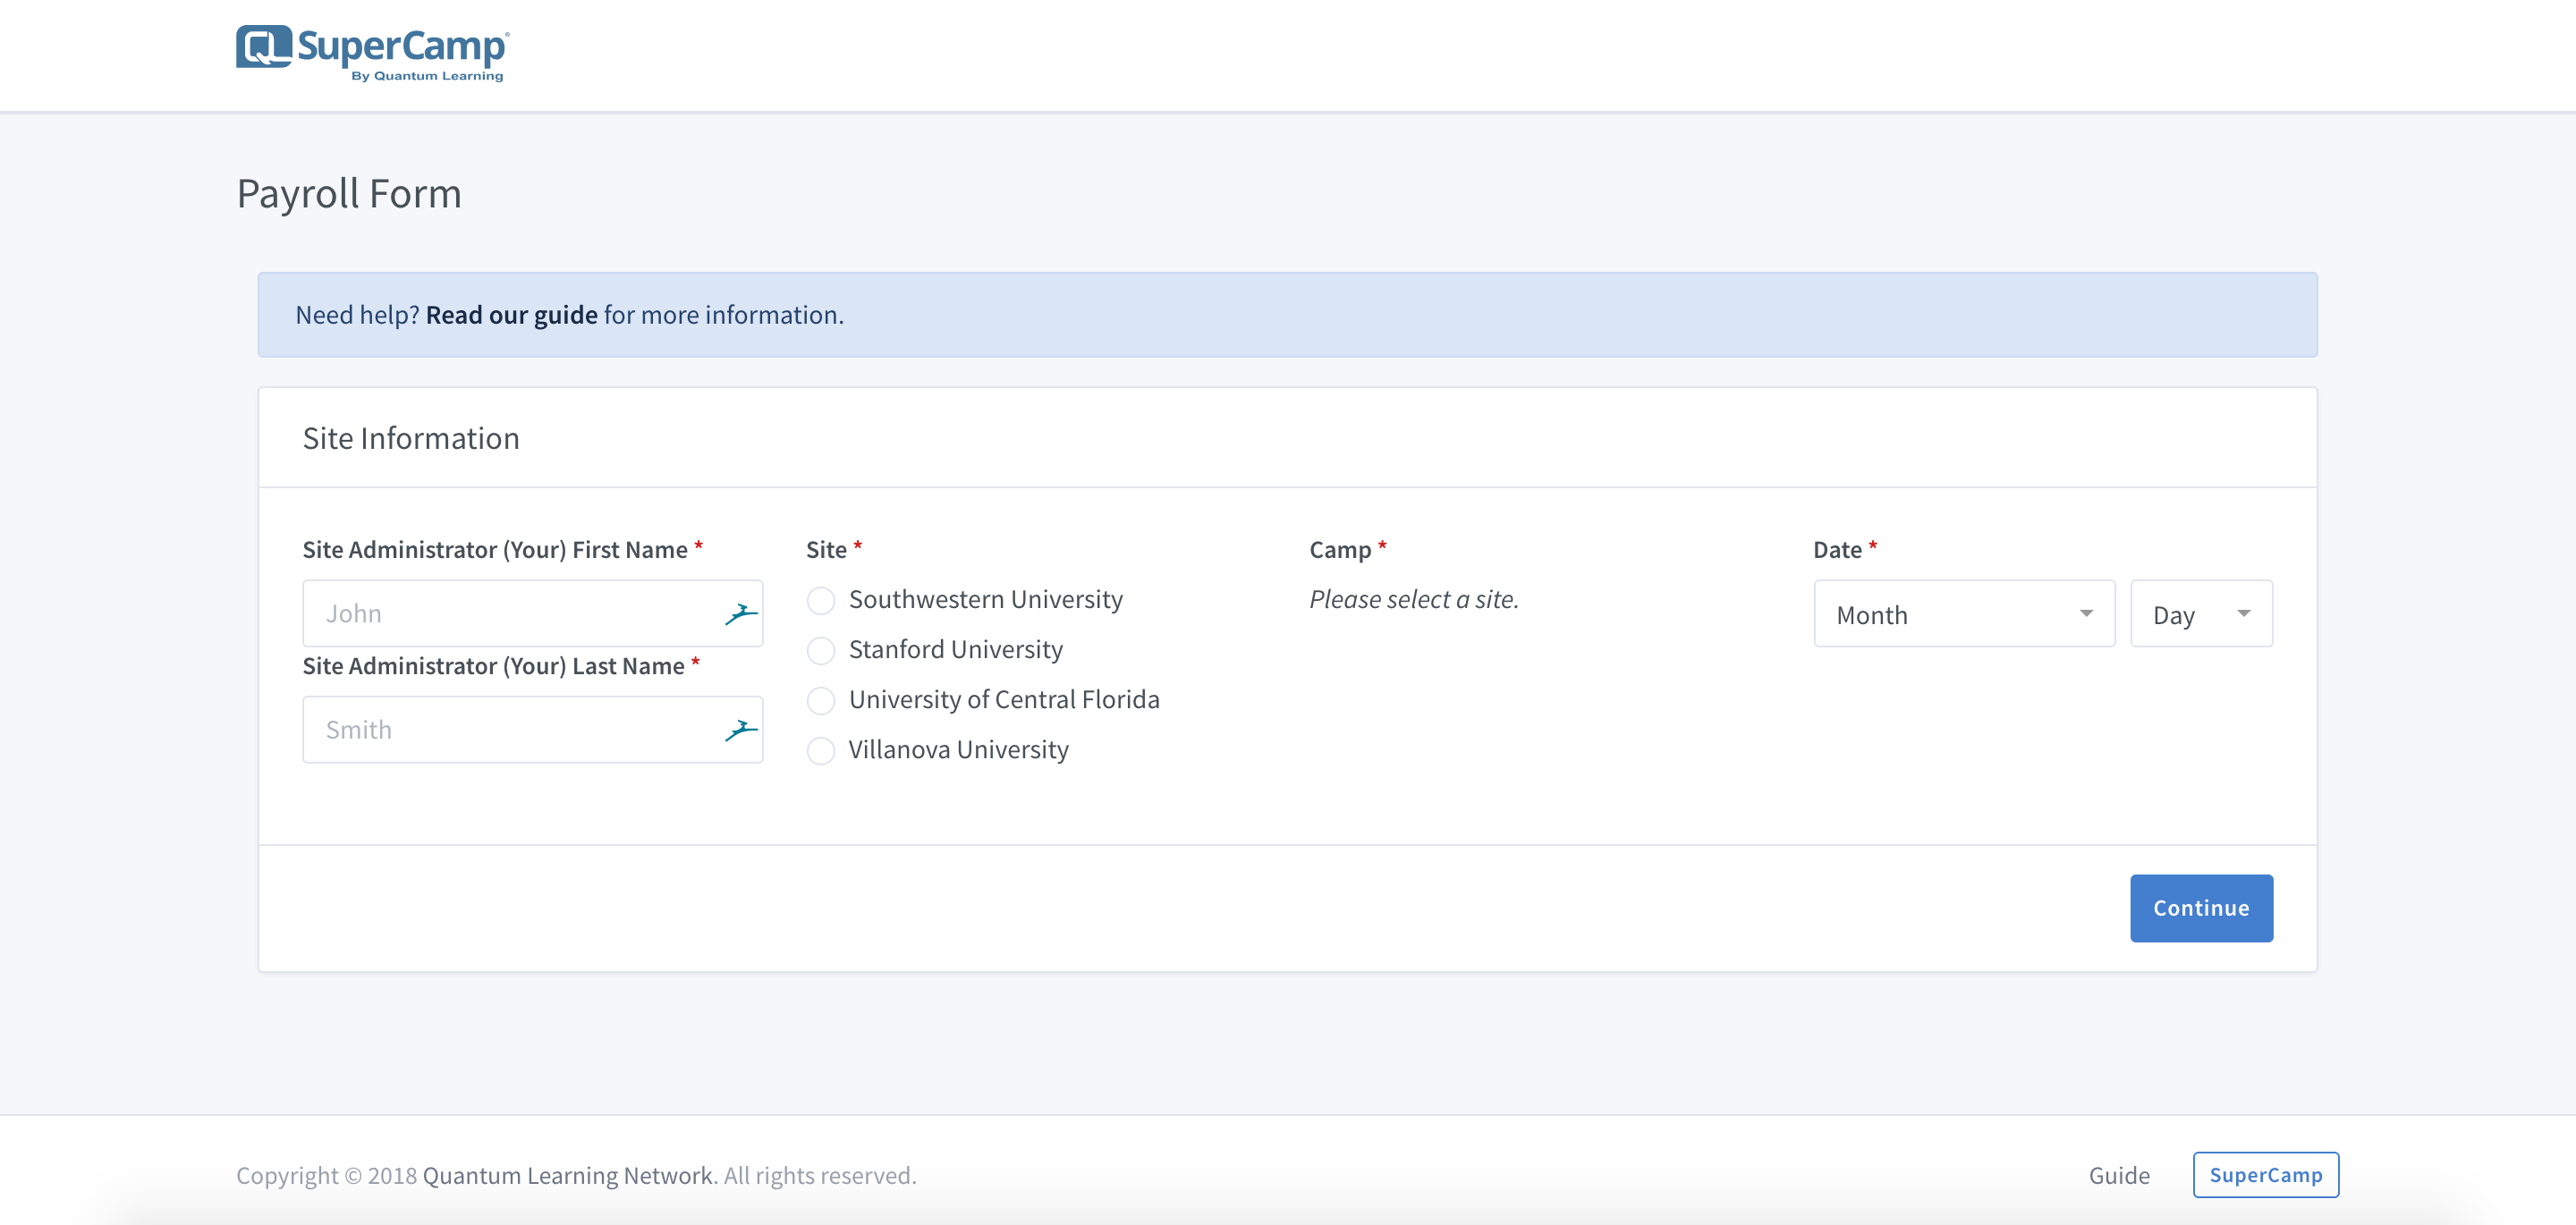 QL SuperCamp®
By Quantum Learning
Payroll Form
Need help? Read our guide for more information.
Site Information
Site Administrator (Your) First Name *
John
Site Administrator (Your) Last Name *
Smith
Site *
Southwestern University
Stanford University
University of Central Florida
Villanova University
Camp *
Please select a site.
Date *
Month
Day
Continue
Copyright © 2018 Quantum Learning Network. All rights reserved.
Guide
SuperCamp